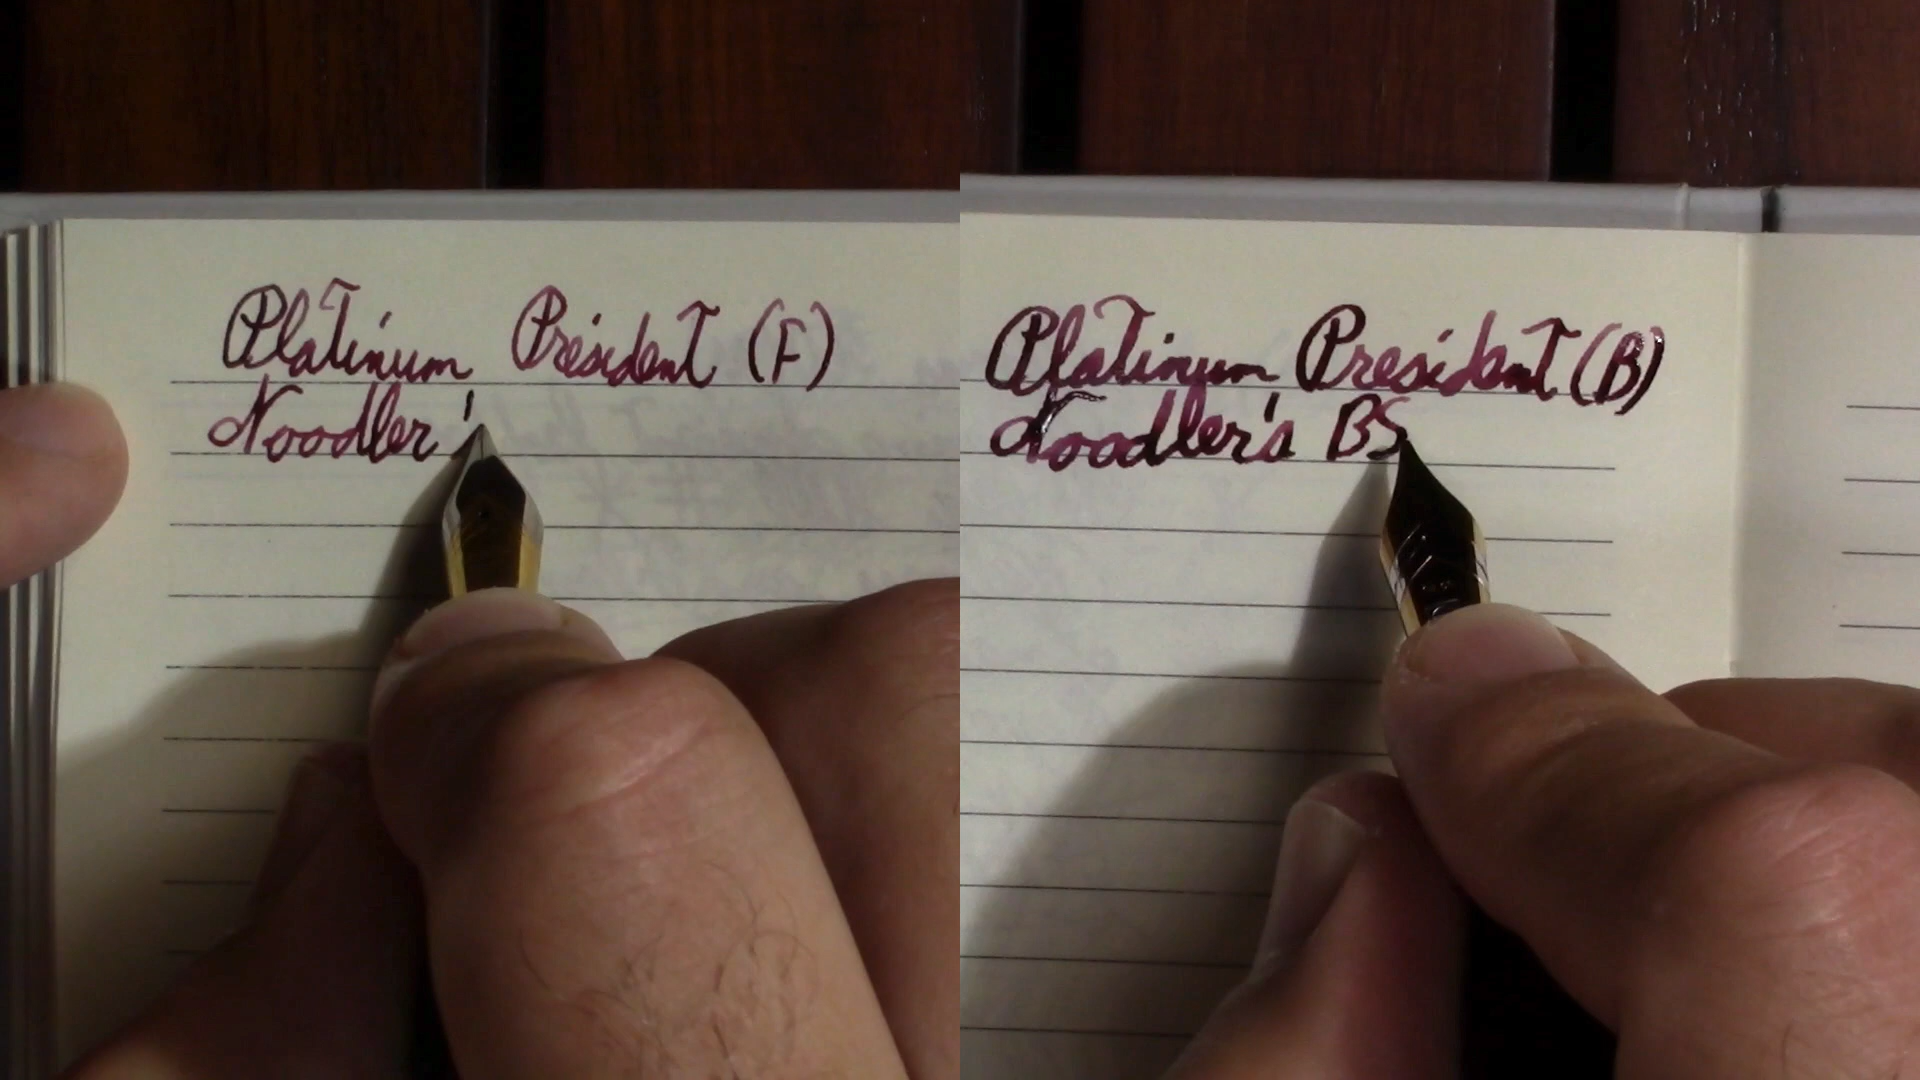 Platinum President (F)
Noodler's
Platinum President (B)
Noodler's BS